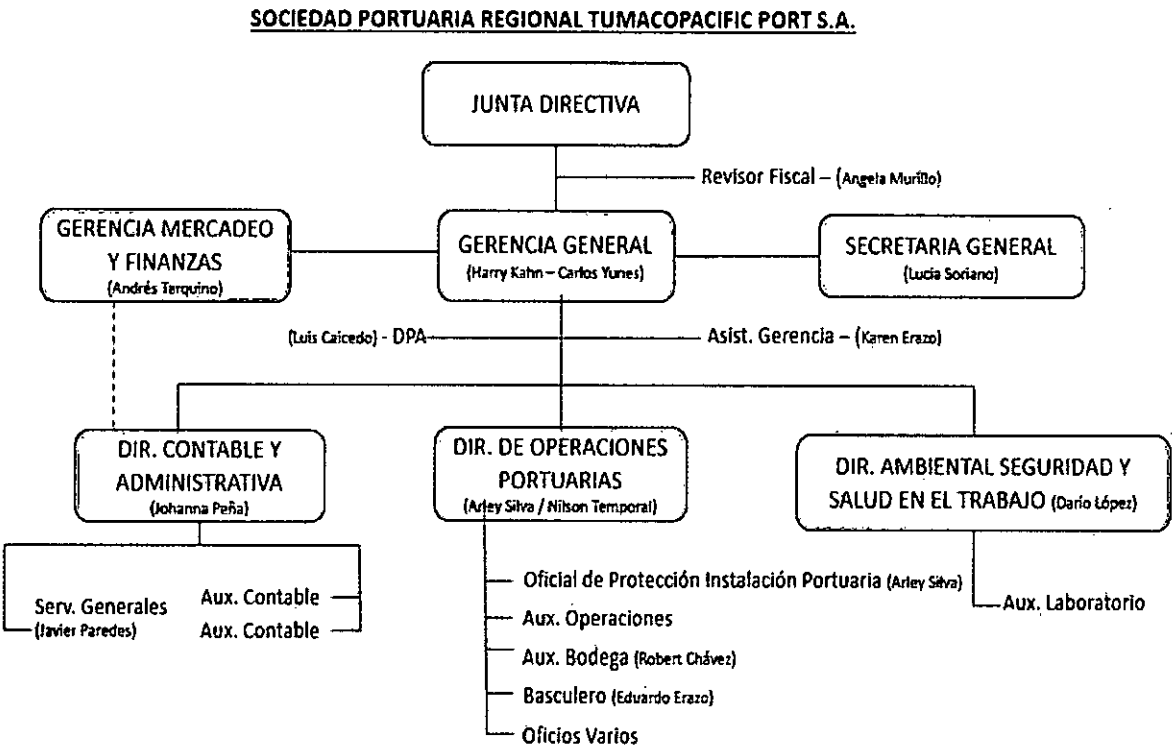 SOCIEDAD PORTUARIA REGIONAL TUMACOPACIFIC PORT S.A.
JUNTA DIRECTIVA
Revisor Fiscal – (Angela Murillo)
GERENCIA MERCADEO
Y FINANZAS
(Andrés Tarquino)
GERENCIA GENERAL
(Harry Kahn – Carlos Yunes)
SECRETARIA GENERAL
(Lucia Soriano)
(Luis Caicedo) - DPA
Asist. Gerencia – (Karen Erazo)
DIR. CONTABLE Y
ADMINISTRATIVA
(Johanna Peña)
DIR. DE OPERACIONES
PORTUARIAS
(Arley Silva / Nilson Temporal)
DIR. AMBIENTAL SEGURIDAD Y
SALUD EN EL TRABAJO (Darío López)
Serv. Generales
(Javier Paredes)
Aux. Contable
Aux. Contable
Oficial de Protección Instalación Portuaria (Arley Silva)
Aux. Operaciones
Aux. Bodega (Robert Chávez)
Basculero (Eduardo Erazo)
Oficios Varios
Aux. Laboratorio